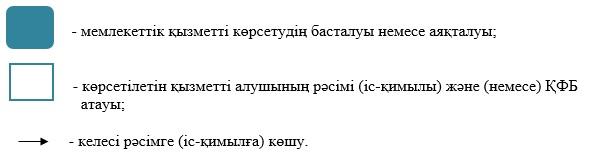 - мемлекеттік қызметті көрсетудің басталуы немесе аяқталуы;
- көрсетілетін қызметті алушының рәсімі (іс-қимылы) және (немесе) ҚФБ
атауы;
- келесі рәсімге (іс-қимылға) көшу.